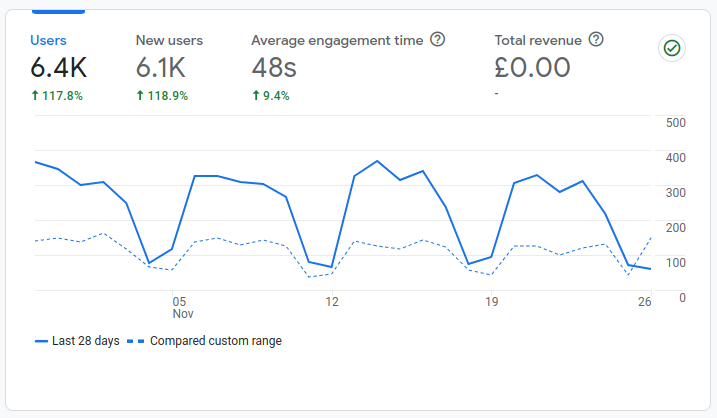 Users
6.4K
↑ 117.8%
New users
6.1K
↑ 118.9%
Average engagement time
48s
↑ 9.4%
Total revenue
£0.00
-
500
400
300
200
100
0
05
Nov
12
19
26
Last 28 days
Compared custom range